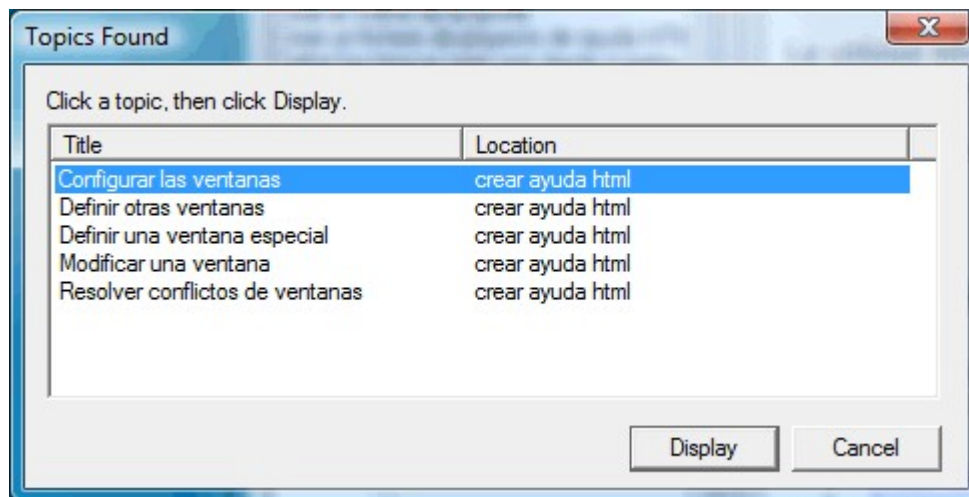 Topics Found
Click a topic, then click Display.
Title Location
Configurar las ventanas crear ayuda html
Definir otras ventanas crear ayuda html
Definir una ventana especial crear ayuda html
Modificar una ventana crear ayuda html
Resolver conflictos de ventanas crear ayuda html
Display Cancel